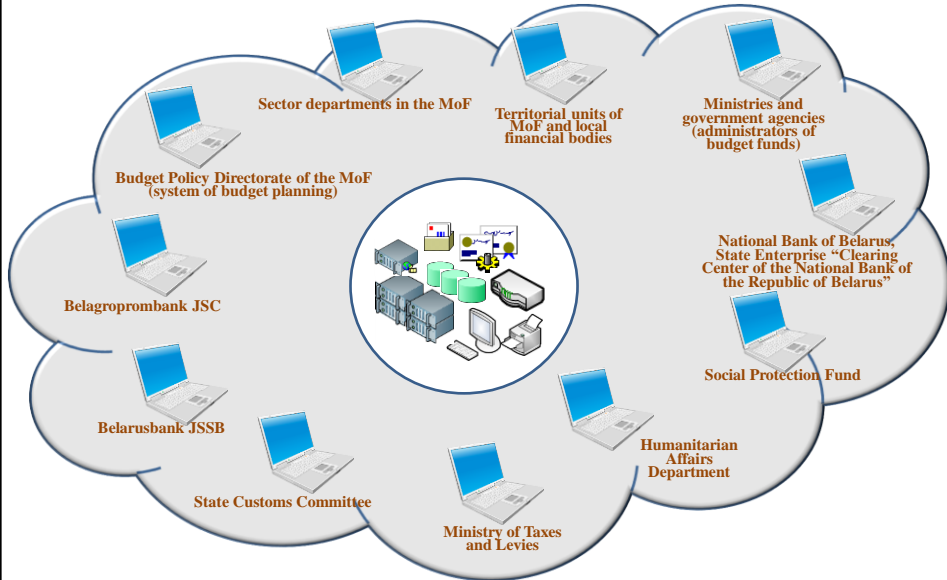 Sector departments in the MoF
Territorial units of
MoF and local
financial bodies
Ministries and
government agencies
(administrators of
budget funds)
Budget Policy Directorate of the MoF
(system of budget planning)
National Bank of Belarus,
State Enterprise “Clearing
Center of the National Bank of
the Republic of Belarus”
Belagroprombank JSC
Social Protection Fund
Belarusbank JSSB
Humanitarian
Affairs
Department
State Customs Committee
Ministry of Taxes
and Levies